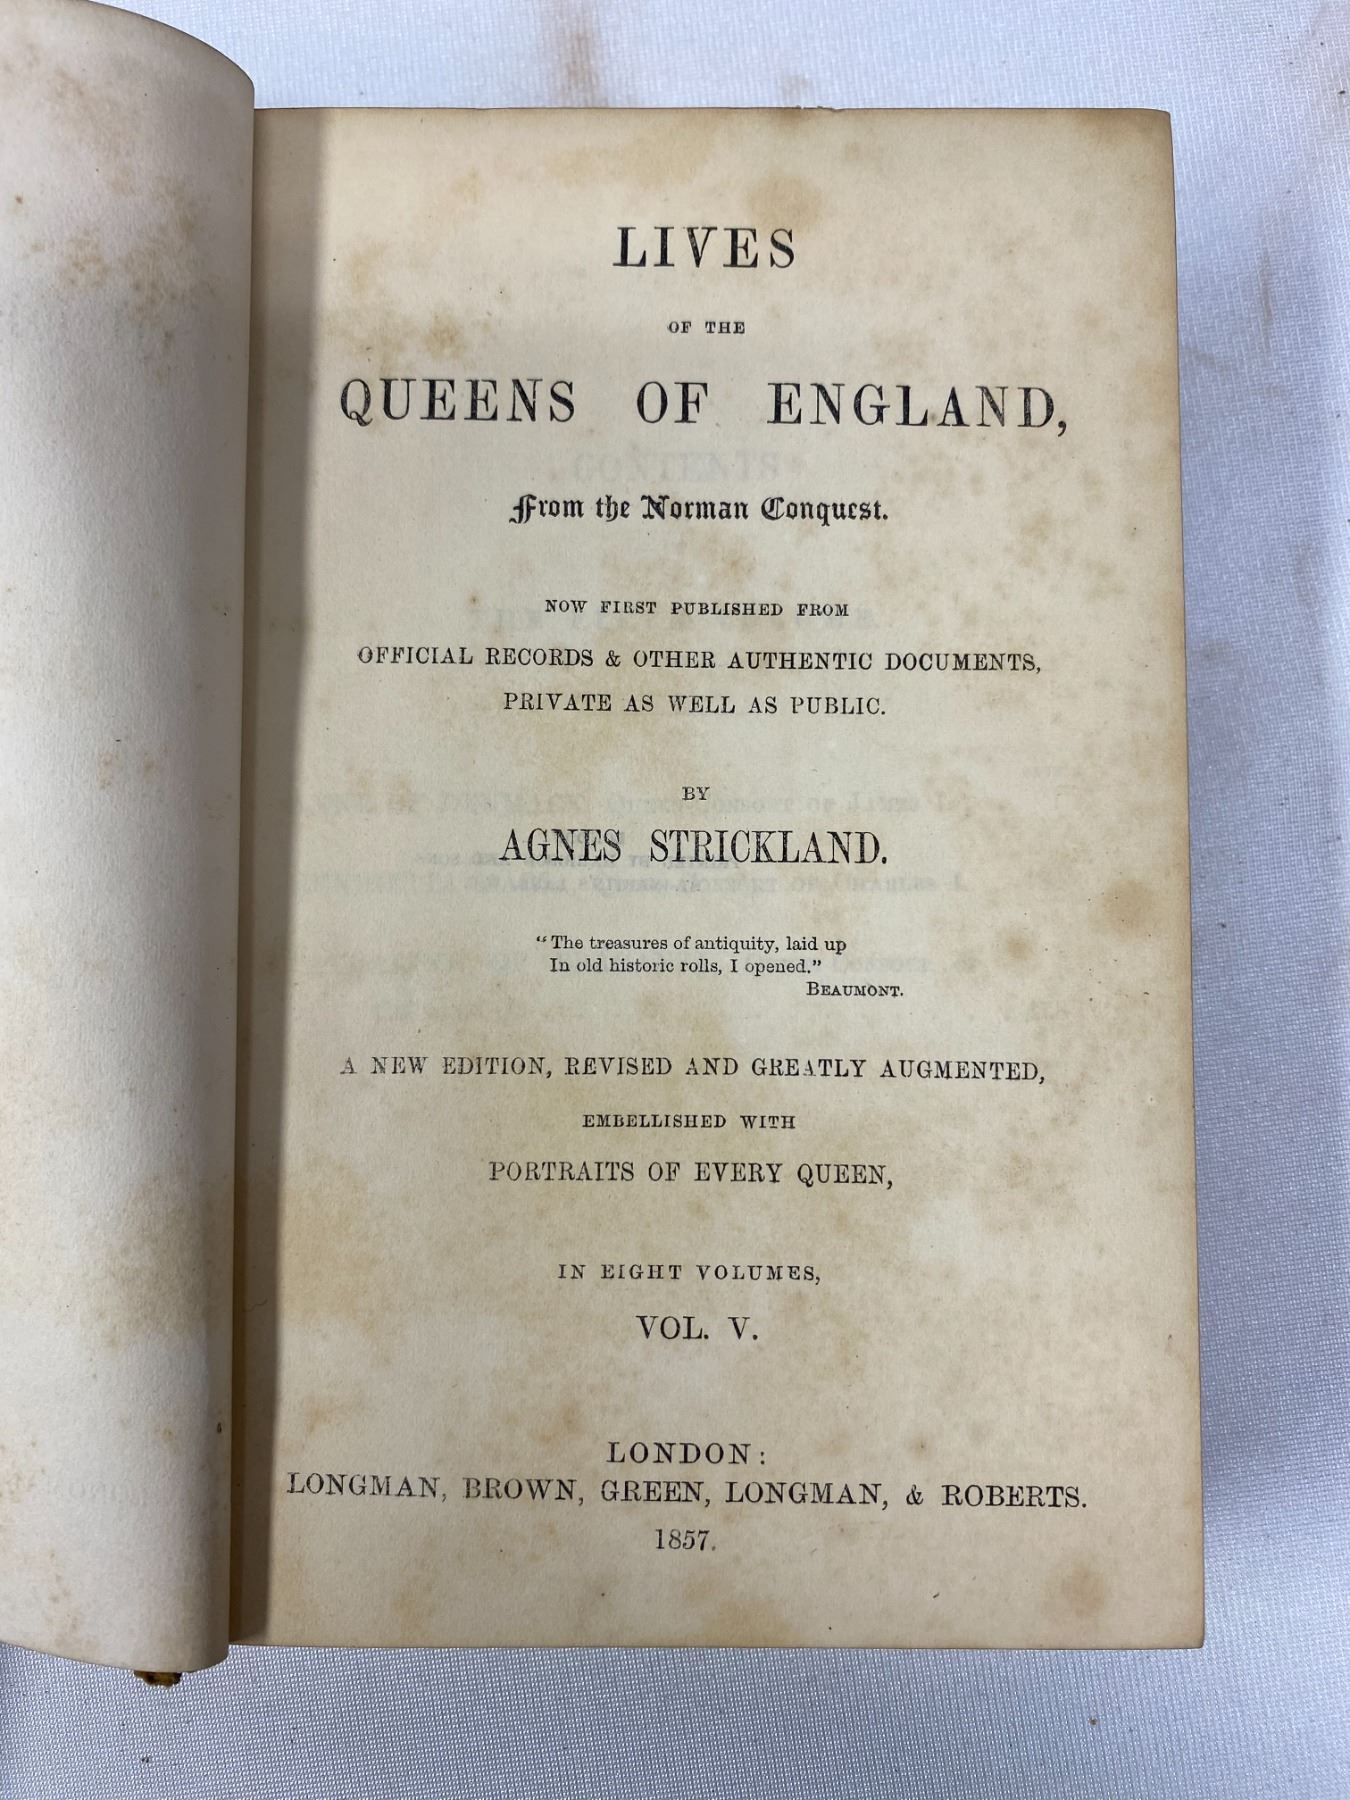 LIVES
OF THE
QUEENS OF ENGLAND,
From the Norman Conquest.
NOW FIRST PUBLISHED FROM
OFFICIAL RECORDS & OTHER AUTHENTIC DOCUMENTS,
PRIVATE AS WELL AS PUBLIC.
BY
AGNES STRICKLAND.
"The treasures of antiquity, laid up
In old historic rolls, I opened."
BEAUMONT.
A NEW EDITION, REVISED AND GREATLY AUGMENTED,
EMBELLISHED WITH
PORTRAITS OF EVERY QUEEN,
IN EIGHT VOLUMES,
VOL. V.
LONDON:
LONGMAN, BROWN, GREEN, LONGMAN, & ROBERTS.
1857.